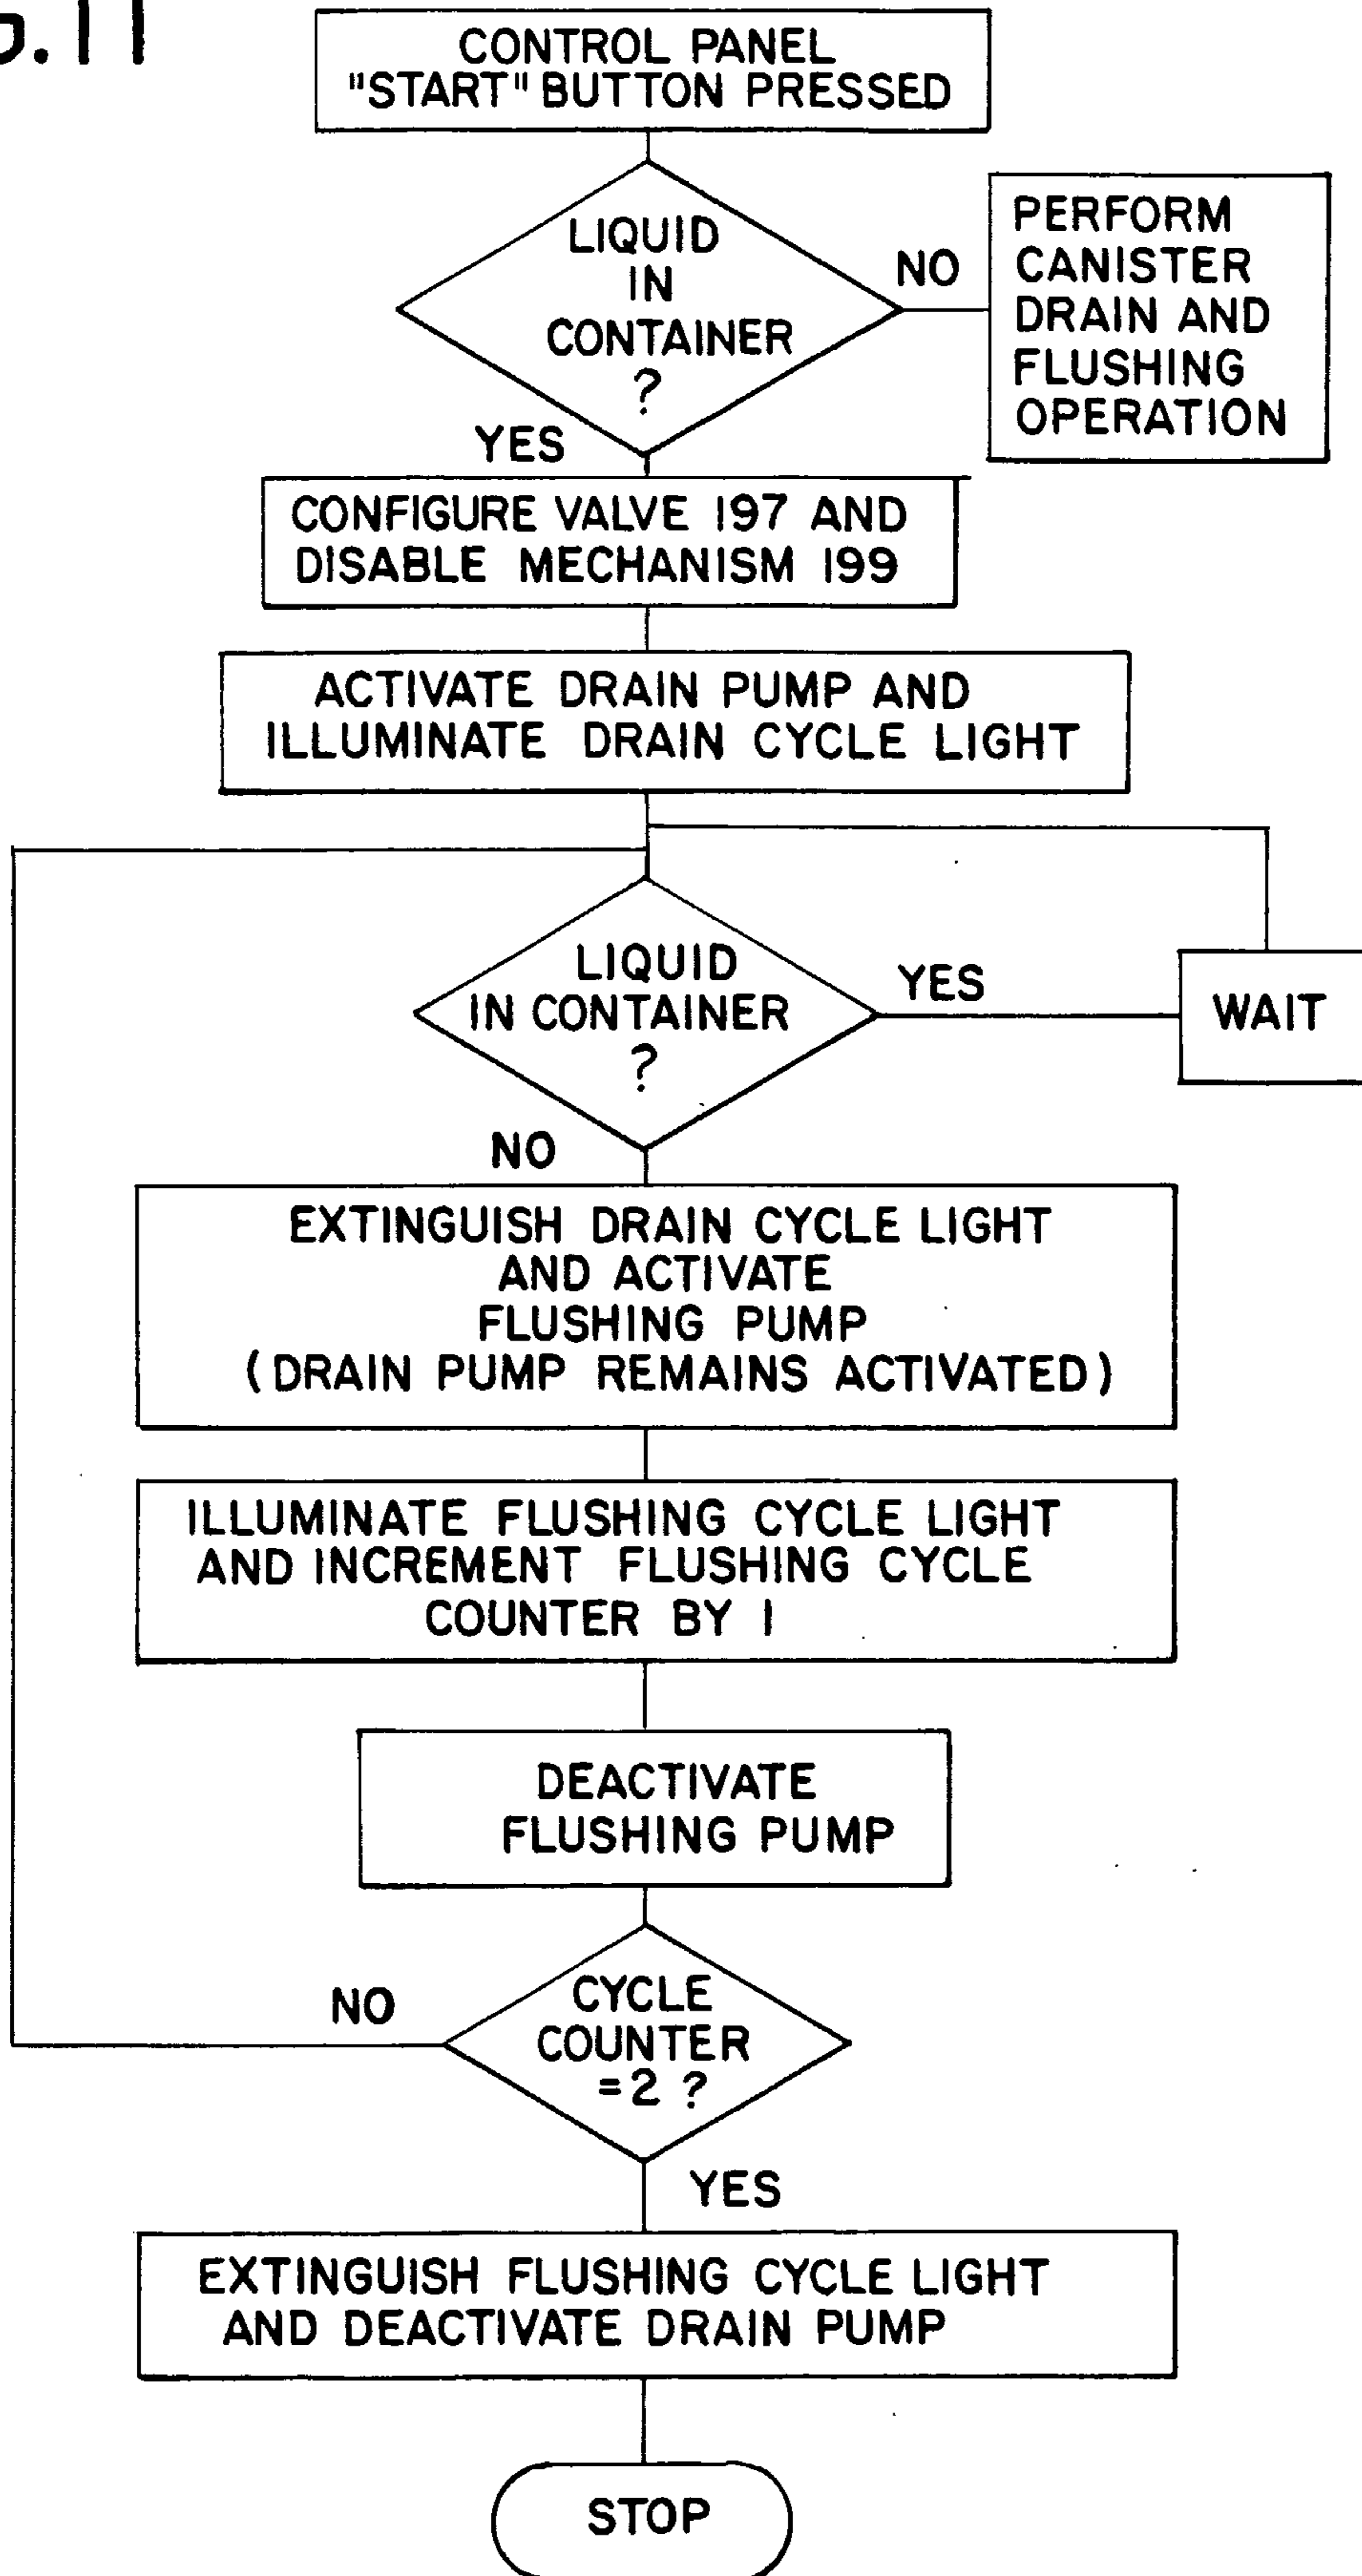 G.11
CONTROL PANEL
"START" BUTTON PRESSED
LIQUID
IN
CONTAINER
?
NO
PERFORM
CANISTER
DRAIN AND
FLUSHING
OPERATION
YES
CONFIGURE VALVE 197 AND
DISABLE MECHANISM 199
ACTIVATE DRAIN PUMP AND
ILLUMINATE DRAIN CYCLE LIGHT
LIQUID
IN CONTAINER
?
YES
WAIT
NO
EXTINGUISH DRAIN CYCLE LIGHT
AND ACTIVATE
FLUSHING PUMP
(DRAIN PUMP REMAINS ACTIVATED)
ILLUMINATE FLUSHING CYCLE LIGHT
AND INCREMENT FLUSHING CYCLE
COUNTER BY 1
DEACTIVATE
FLUSHING PUMP
CYCLE
COUNTER
=2 ?
NO
YES
EXTINGUISH FLUSHING CYCLE LIGHT
AND DEACTIVATE DRAIN PUMP
STOP